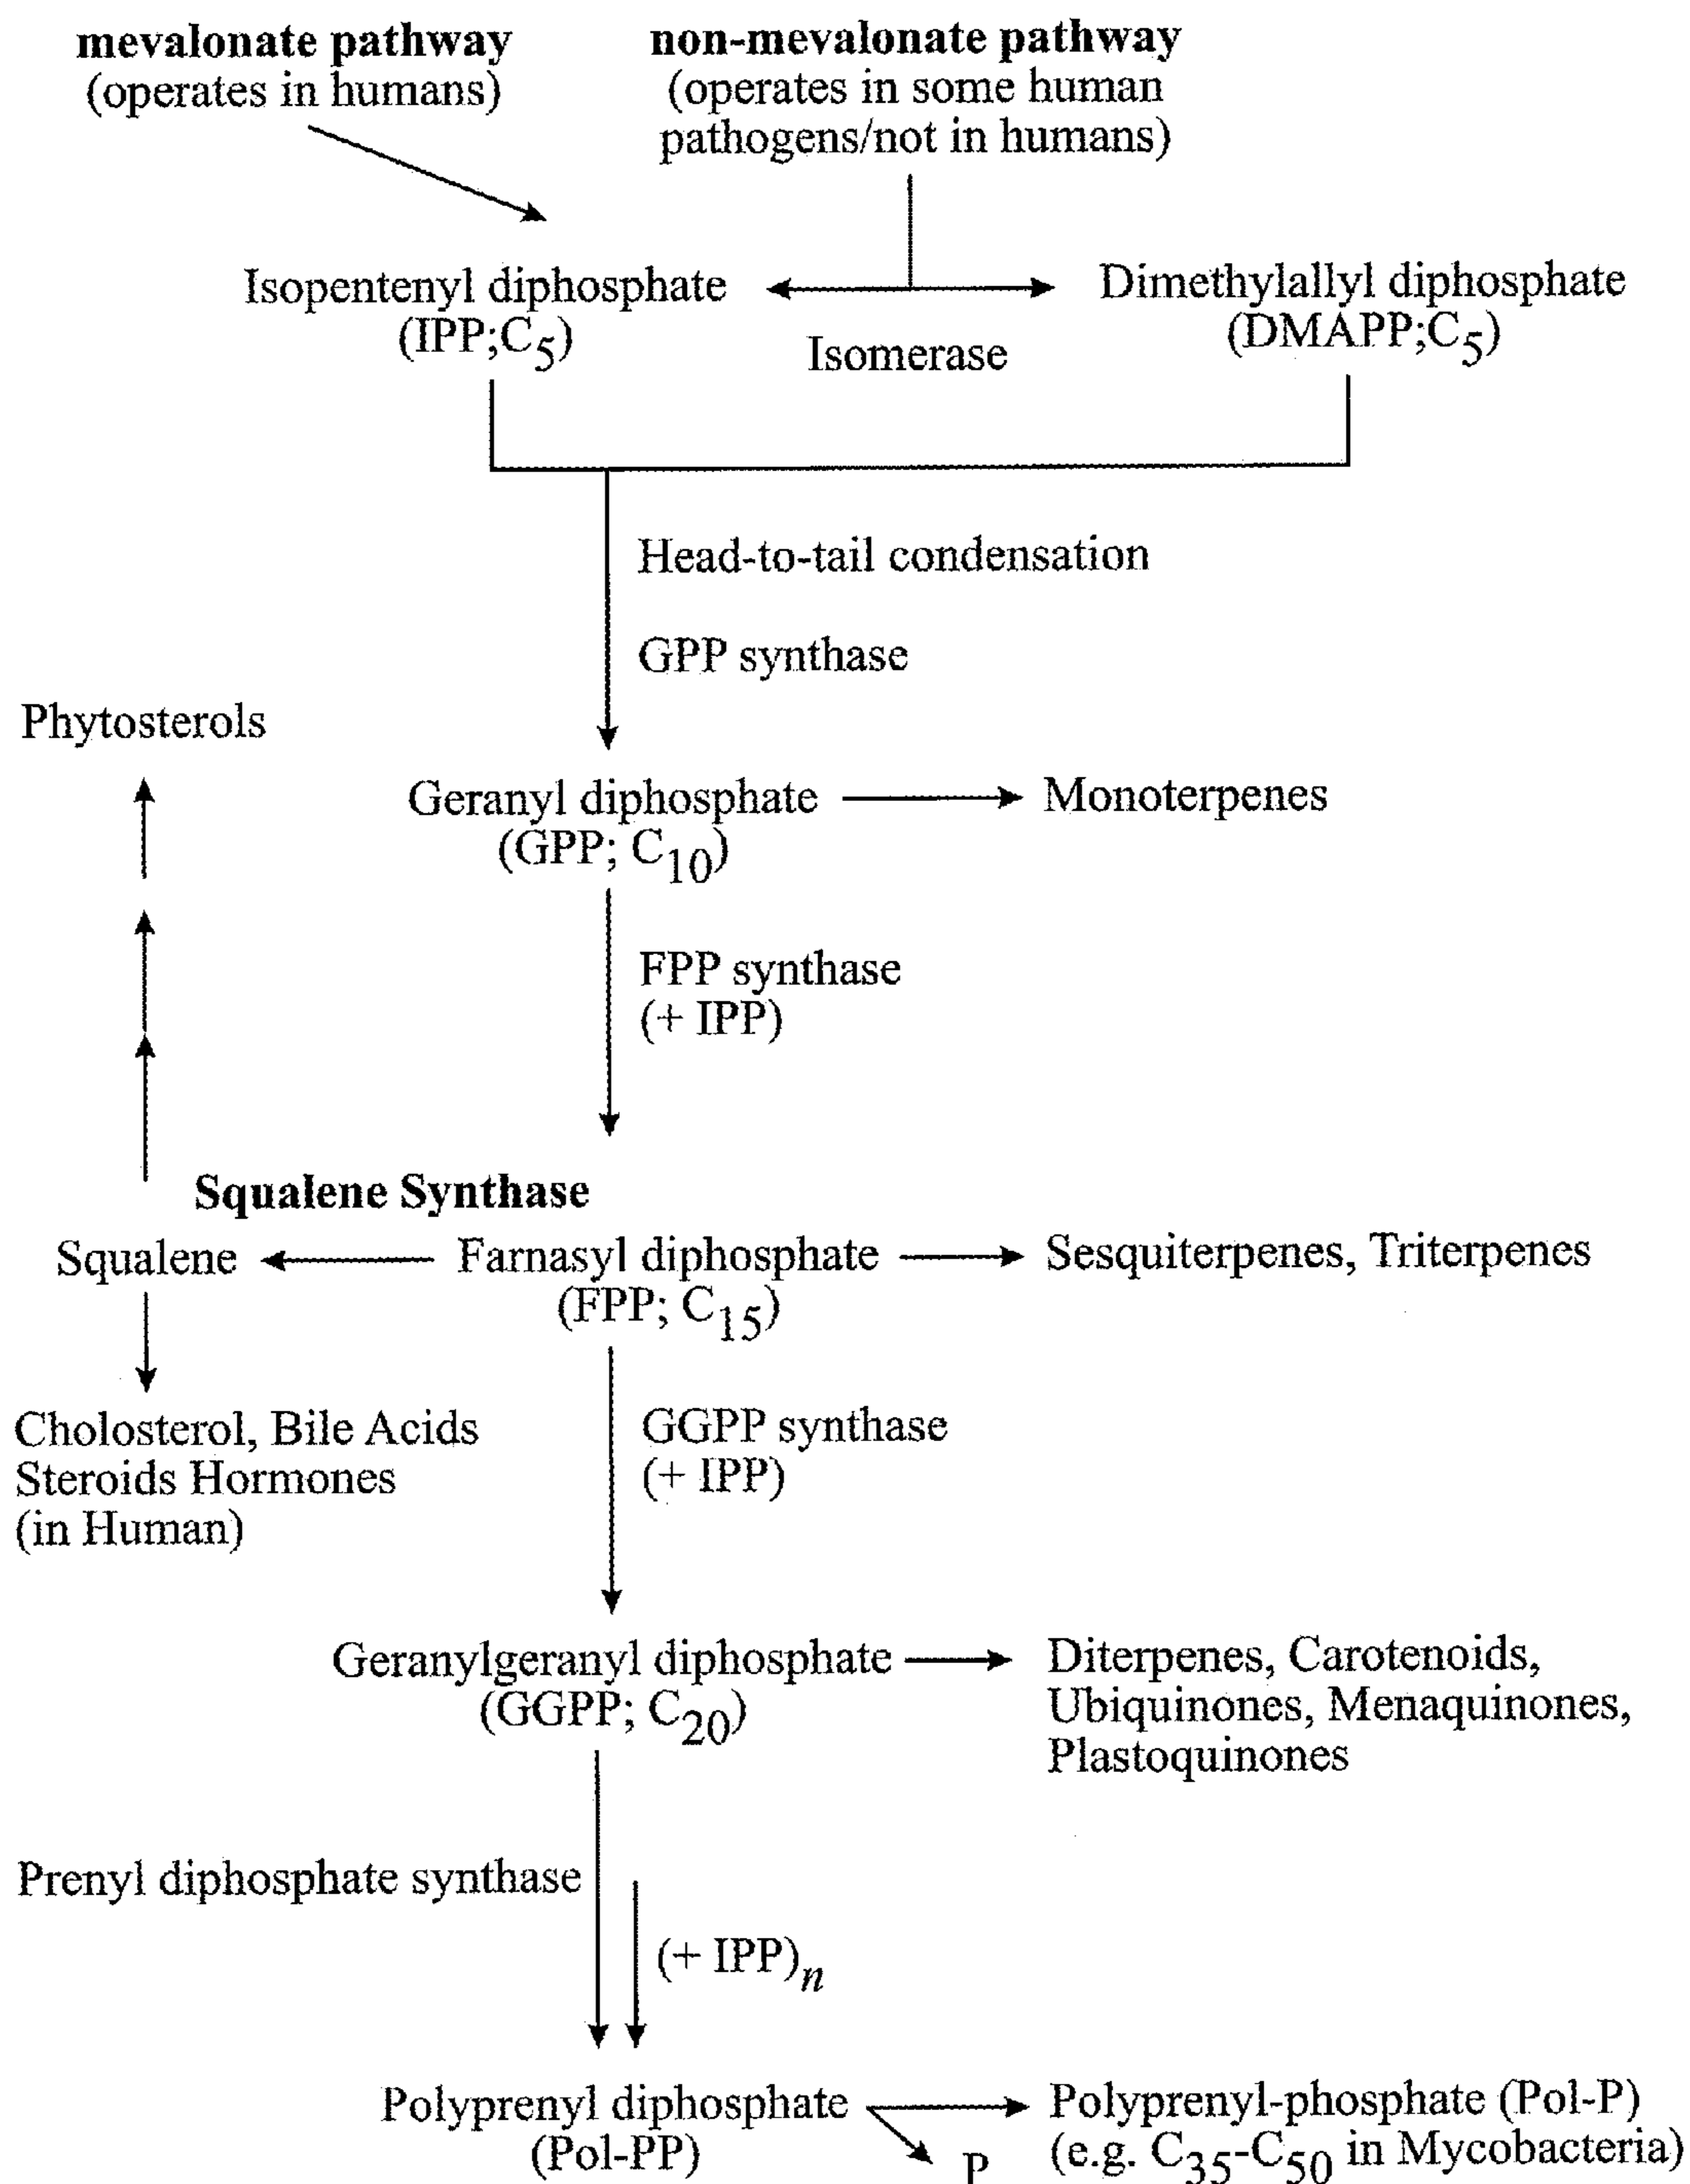 mevalonate pathway
(operates in humans)
non-mevalonate pathway
(operates in some human
pathogens/not in humans)
Isopentenyl diphosphate
(IPP;C5)
Isomerase
Dimethylallyl diphosphate
(DMAPP;C5)
Head-to-tail condensation
GPP synthase
Phytosterols
Geranyl diphosphate
(GPP; C10)
Monoterpenes
FPP synthase
(+ IPP)
Squalene Synthase
Squalene
Farnasyl diphosphate
(FPP; C15)
Sesquiterpenes, Triterpenes
Cholosterol, Bile Acids
Steroids Hormones
(in Human)
GGPP synthase
(+ IPP)
Geranylgeranyl diphosphate
(GGPP; C20)
Diterpenes, Carotenoids,
Ubiquinones, Menaquinones,
Plastoquinones
Prenyl diphosphate synthase
(+ IPP)n
Polyprenyl diphosphate
(Pol-PP)
P
Polyprenyl-phosphate (Pol-P)
(e.g. C35-C50 in Mycobacteria)